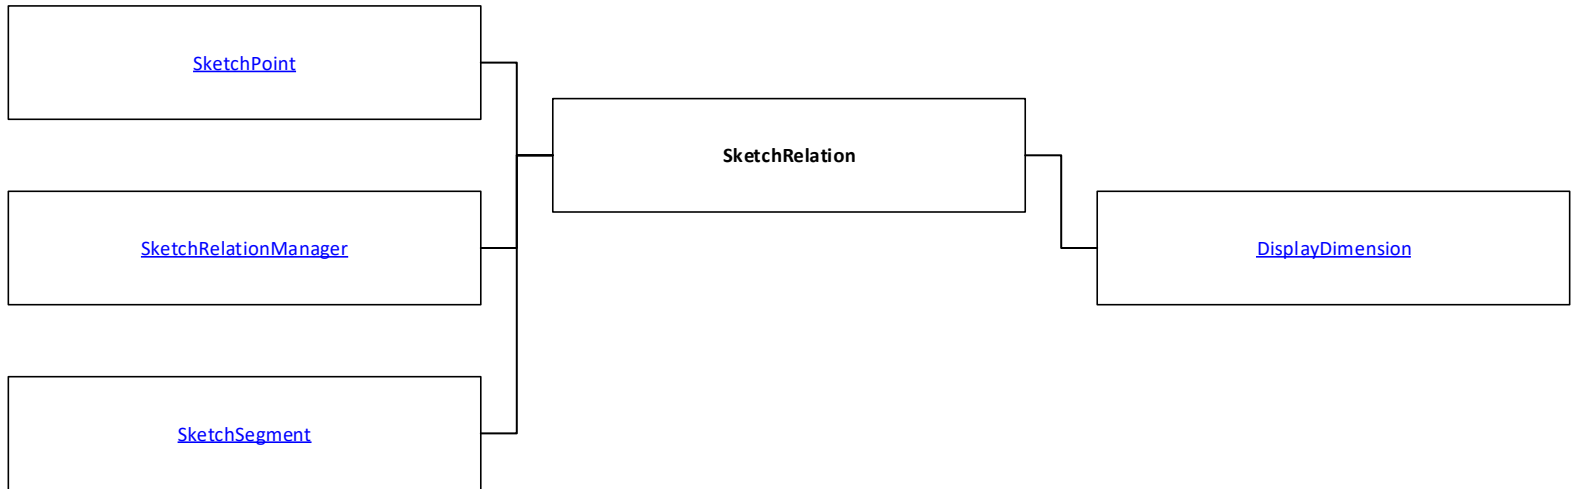 SketchPoint
SketchRelation
SketchRelationManager
DisplayDimension
SketchSegment